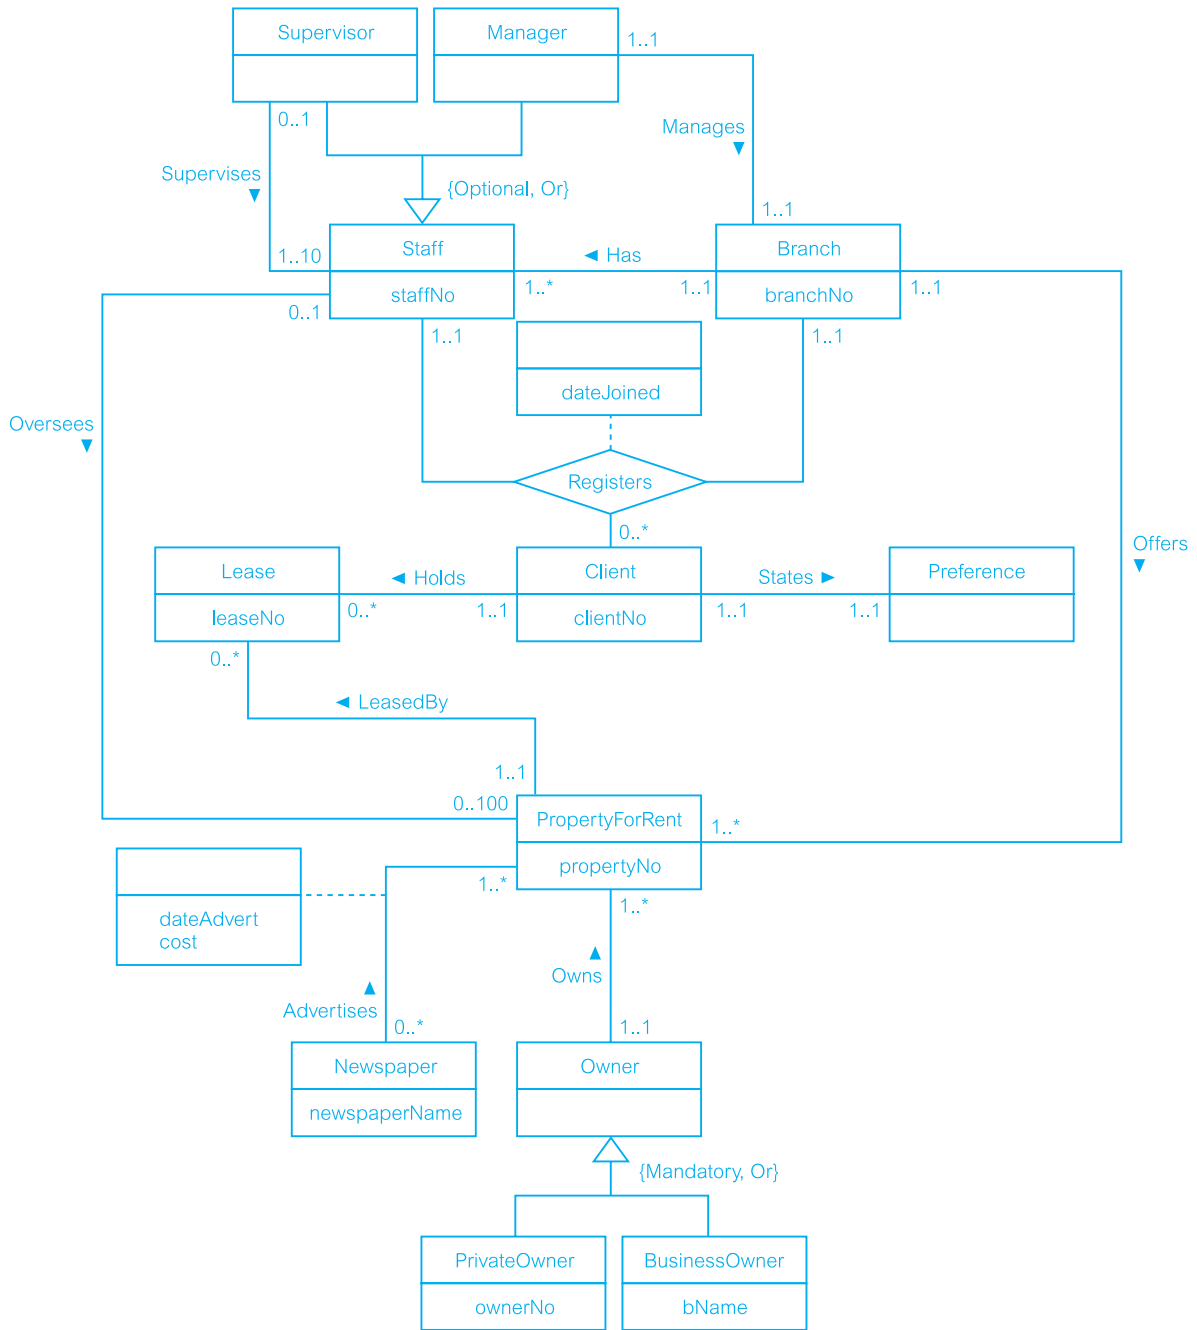 Supervisor
Manager
1..1
0..1
Manages
▼
Supervises
▼
{Optional, Or}
1..1
Staff
Branch
1..10
◄ Has
staffNo
1..*
1..1
branchNo
1..1
0..1
1..1
1..1
dateJoined
Oversees
▼
Registers
0..*
Offers
▼
Lease
◄ Holds
Client
States ►
Preference
leaseNo
0..*
1..1
clientNo
1..1
1..1
0..*
◄ LeasedBy
1..1
0..100
PropertyForRent
1..*
propertyNo
1..*
1..*
dateAdvert
cost
▲
Owns
▲
Advertises
0..*
1..1
Newspaper
Owner
newspaperName
{Mandatory, Or}
PrivateOwner
BusinessOwner
ownerNo
bName